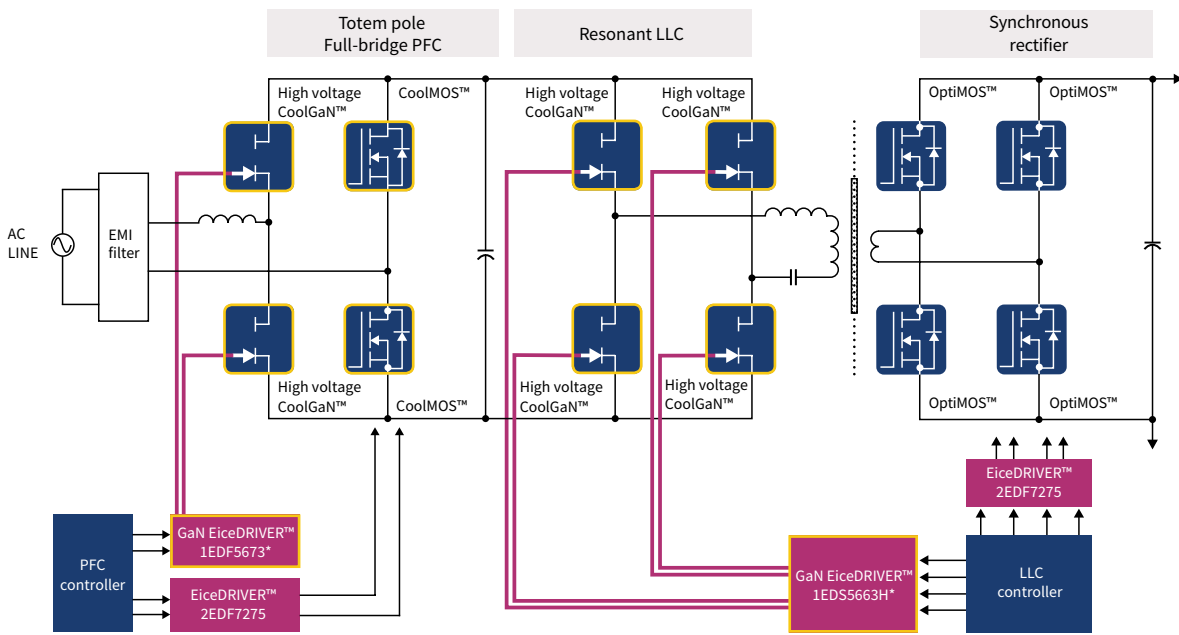 Totem pole
Full-bridge PFC
Resonant LLC
Synchronous
rectifier
High voltage
CoolGaN™
CoolMOS™
High voltage
CoolGaN™
High voltage
CoolGaN™
OptiMOS™
OptiMOS™
AC
LINE
EMI
filter
High voltage
CoolGaN™
CoolMOS™
High voltage
CoolGaN™
High voltage
CoolGaN™
OptiMOS™
OptiMOS™
EiceDRIVER™
2EDF7275
PFC
controller
GaN EiceDRIVER™
1EDF5673*
EiceDRIVER™
2EDF7275
GaN EiceDRIVER™
1EDS5663H*
LLC
controller